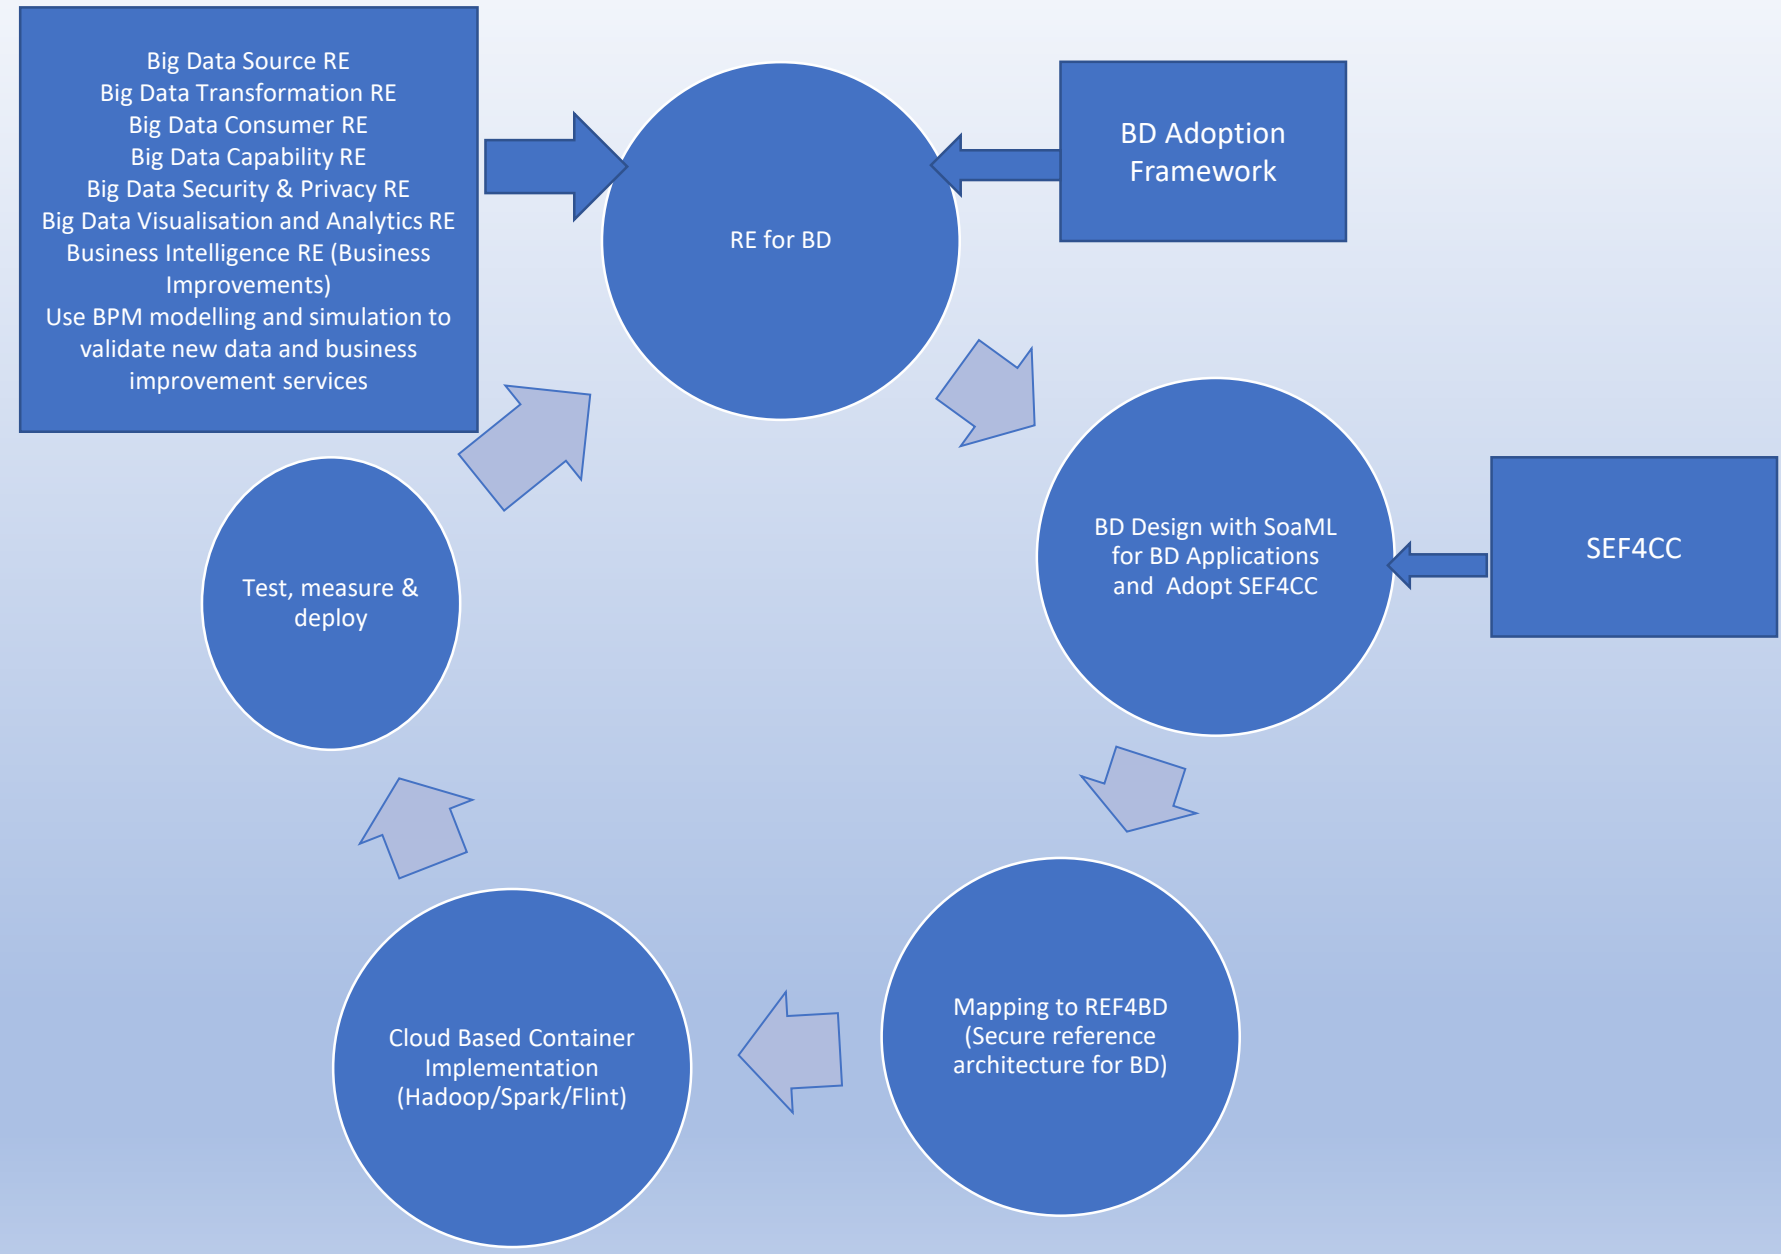 Big Data Source RE
Big Data Transformation RE
Big Data Consumer RE
Big Data Capability RE
Big Data Security & Privacy RE
Big Data Visualisation and Analytics RE
Business Intelligence RE (Business
Improvements)
Use BPM modelling and simulation to
validate new data and business
improvement services
RE for BD
BD Adoption
Framework
BD Design with SoaML
for BD Applications
and  Adopt SEF4CC
SEF4CC
Mapping to REF4BD
(Secure reference
architecture for BD)
Cloud Based Container
Implementation
(Hadoop/Spark/Flint)
Test, measure &
deploy